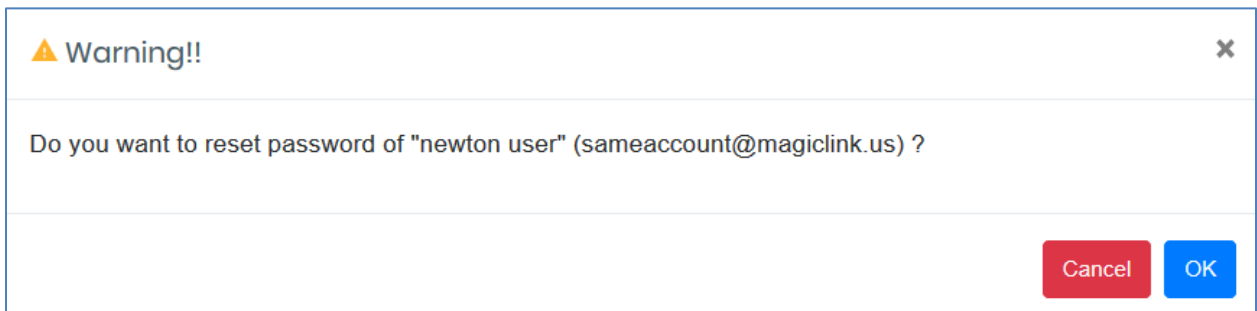 Warning!!
Do you want to reset password of "newton user" (sameaccount@magiclink.us) ?
Cancel OK